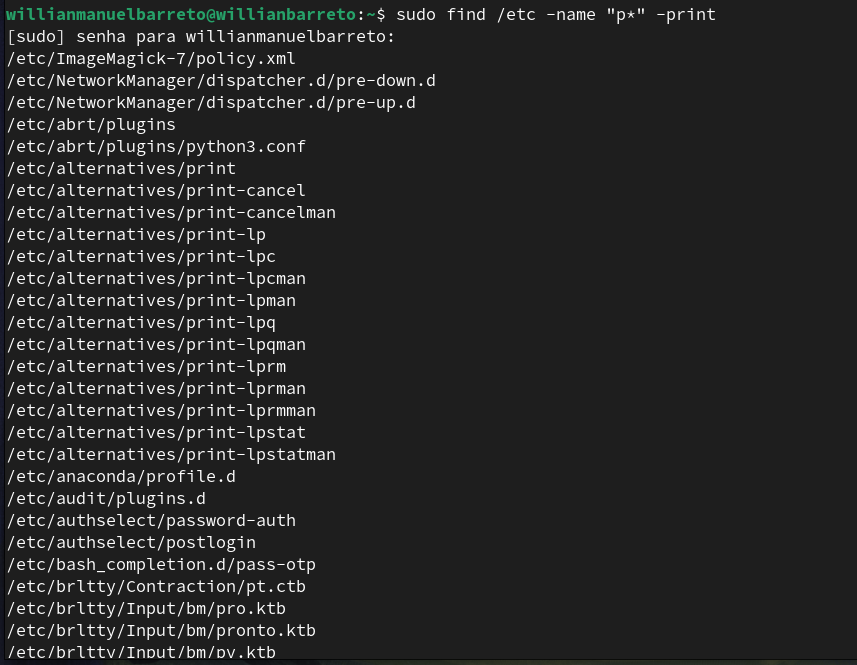 willianmanuelbarreto@willianbarreto:~$ sudo find /etc -name "p*" -print
[sudo] senha para willianmanuelbarreto:
/etc/ImageMagick-7/policy.xml
/etc/NetworkManager/dispatcher.d/pre-down.d
/etc/NetworkManager/dispatcher.d/pre-up.d
/etc/abrt/plugins
/etc/abrt/plugins/python3.conf
/etc/alternatives/print
/etc/alternatives/print-cancel
/etc/alternatives/print-cancelman
/etc/alternatives/print-lp
/etc/alternatives/print-lpc
/etc/alternatives/print-lpcman
/etc/alternatives/print-lpman
/etc/alternatives/print-lpq
/etc/alternatives/print-lpqman
/etc/alternatives/print-lprm
/etc/alternatives/print-lprman
/etc/alternatives/print-lprmman
/etc/alternatives/print-lpstat
/etc/alternatives/print-lpstatman
/etc/anaconda/profile.d
/etc/audit/plugins.d
/etc/authselect/password-auth
/etc/authselect/postlogin
/etc/bash_completion.d/pass-otp
/etc/brltty/Contraction/pt.ctb
/etc/brltty/Input/bm/pro.ktb
/etc/brltty/Input/bm/pronto.ktb
/etc/brltty/Input/bm/pv.ktb